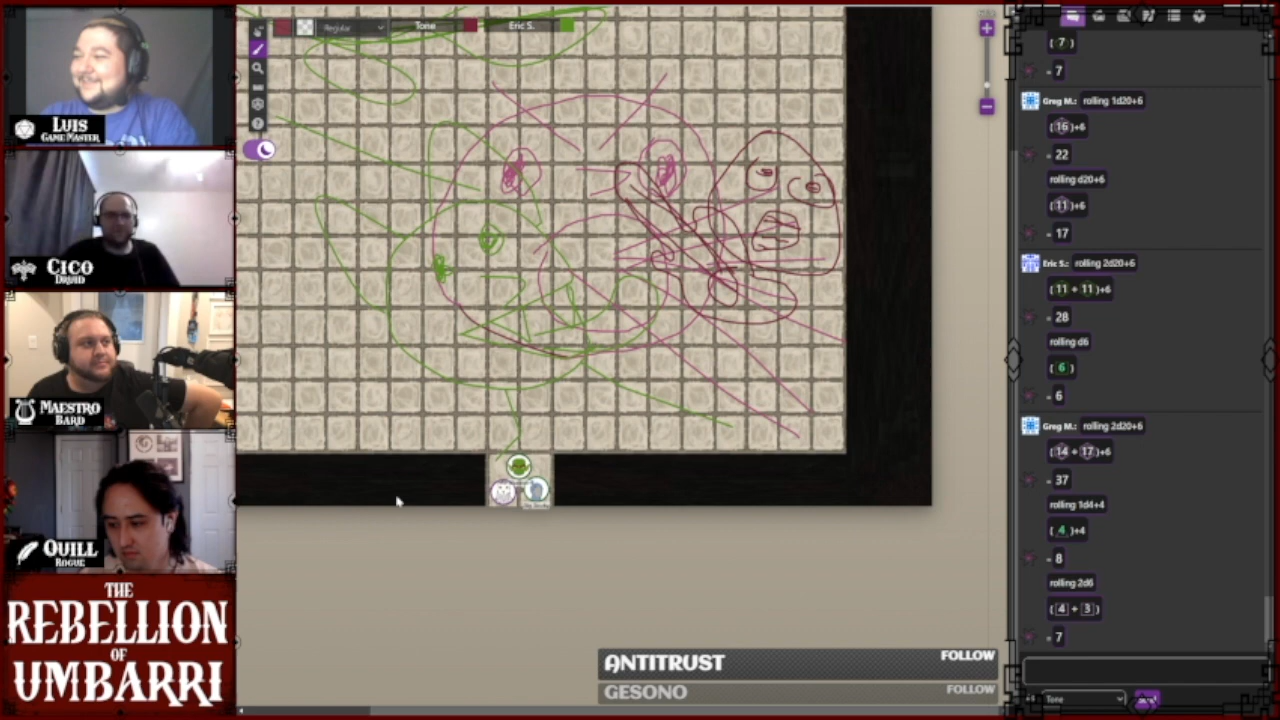 LUIS
GAME MASTER
CICO
DRUID
MAESTRO
BARD
QUILL
ROGUE
THE
REBELLION
OF
UMBARRI
Regular
Tone
Eric S.
ANTITRUST
FOLLOW
GESONO
FOLLOW
( 7 )
= 7
Greg M.: rolling 1d20+6
( 16 )+6
= 22
rolling d20+6
( 11 )+6
= 17
Eric S.: rolling 2d20+6
( 11 + 11 )+6
= 28
rolling d6
( 6 )
= 6
Greg M.: rolling 2d20+6
( 14 + 17 )+6
= 37
rolling 1d4+4
( 4 )+4
= 8
rolling 2d6
( 4 + 3 )
= 7
Tone